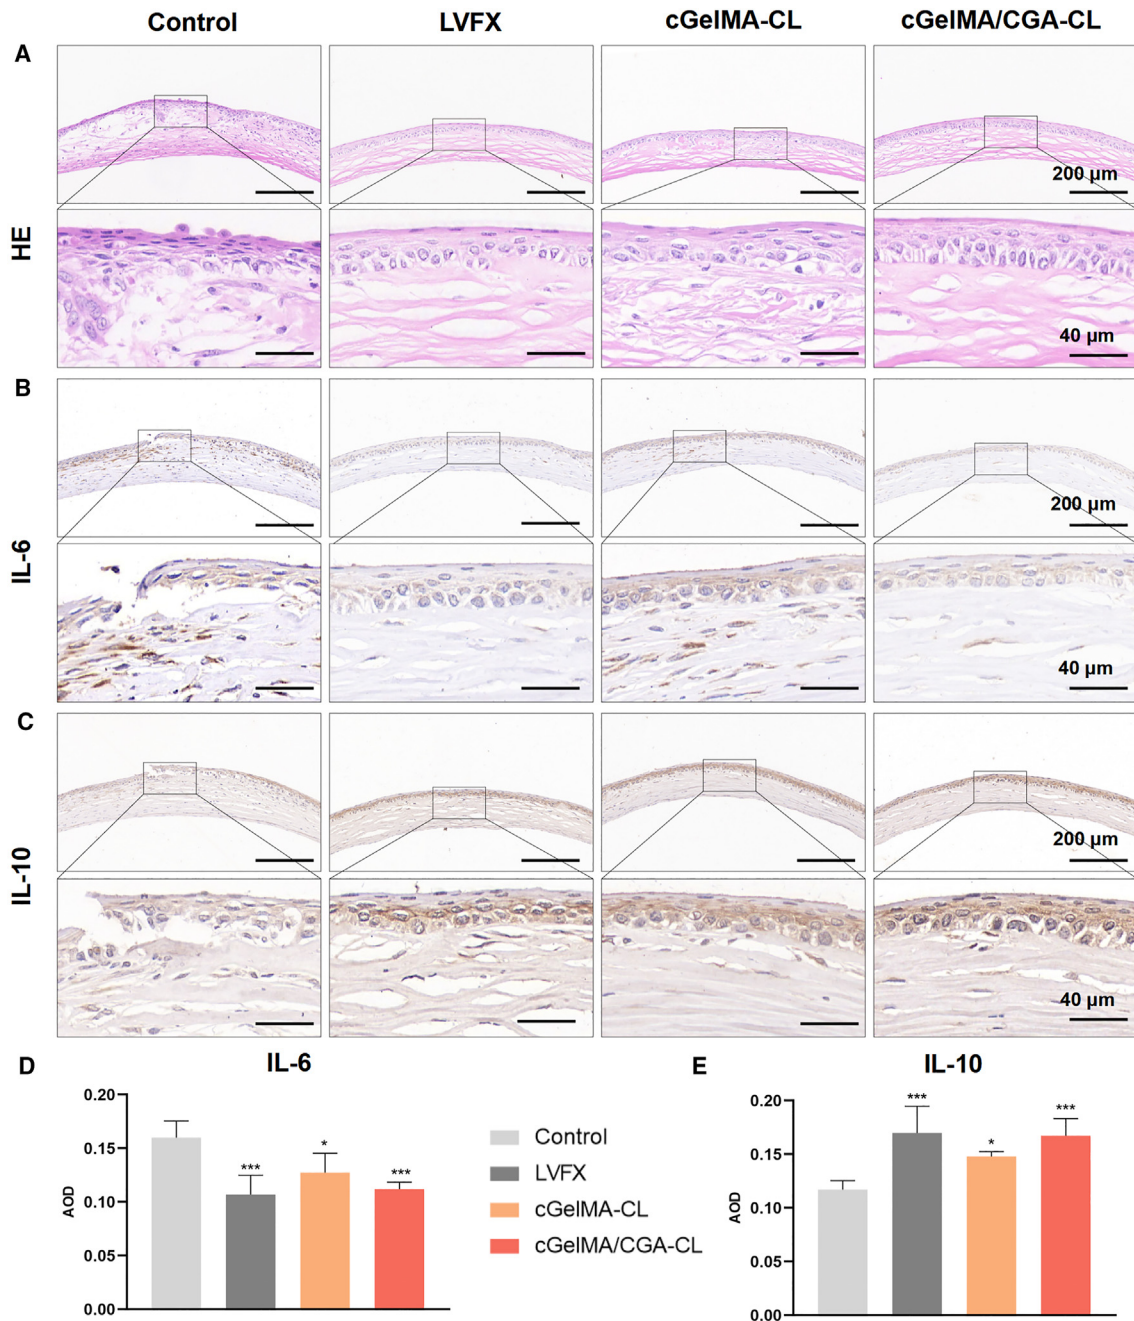 Control LVFX cGelMA-CL cGelMA/CGA-CL
A
HE
200 µm
40 µm
B
IL-6
200 µm
40 µm
C
IL-10
200 µm
40 µm
D
IL-6
0.20
0.15
0.10
0.05
0.00
AOD
***
*
***
Control
LVFX
cGelMA-CL
cGelMA/CGA-CL
E
IL-10
0.20
0.15
0.10
0.05
0.00
AOD
***
*
***